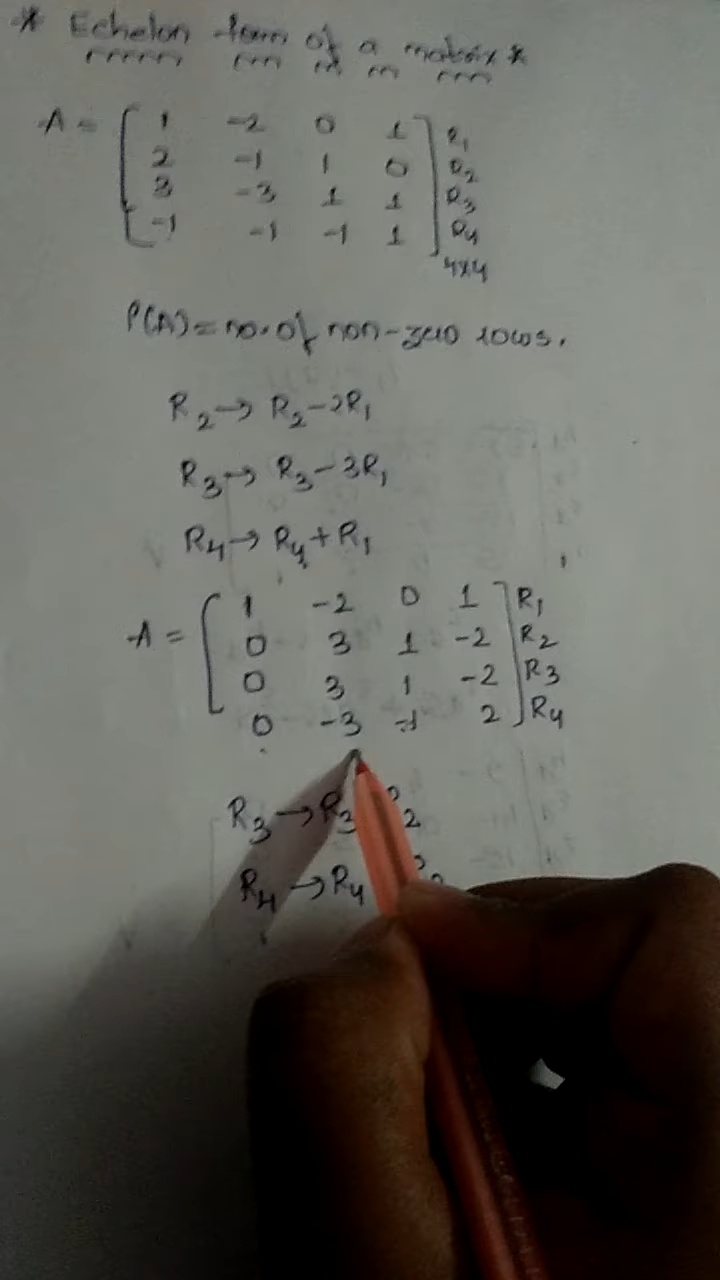 * Echelon form of a matrix *
A = [ 1 -2 0 1 ] R1
2 -1 1 0 R2
3 -3 1 1 R3
-1 -1 -1 1 R4
4x4
P(A) = no. of non-zero rows.
R2 → R2 - 2R1
R3 → R3 - 3R1
R4 → R4 + R1
A = [ 1 -2 0 1 ] R1
0 3 1 -2 R2
0 3 1 -2 R3
0 -3 -1 2 R4
R3 → R3 2
R4 → R4